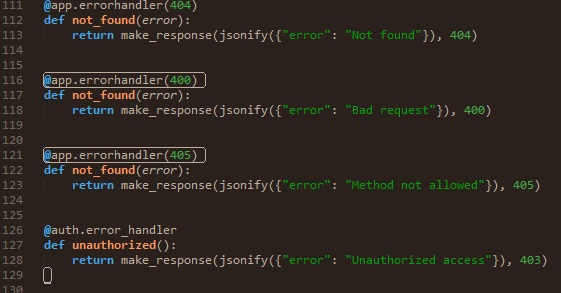 111 @app.errorhandler(404)
112 def not_found(error):
113     return make_response(jsonify({"error": "Not found"}), 404)
114
115
116 @app.errorhandler(400)
117 def not_found(error):
118     return make_response(jsonify({"error": "Bad request"}), 400)
119
120
121 @app.errorhandler(405)
122 def not_found(error):
123     return make_response(jsonify({"error": "Method not allowed"}), 405)
124
125
126 @auth.error_handler
127 def unauthorized():
128     return make_response(jsonify({"error": "Unauthorized access"}), 403)
129
130